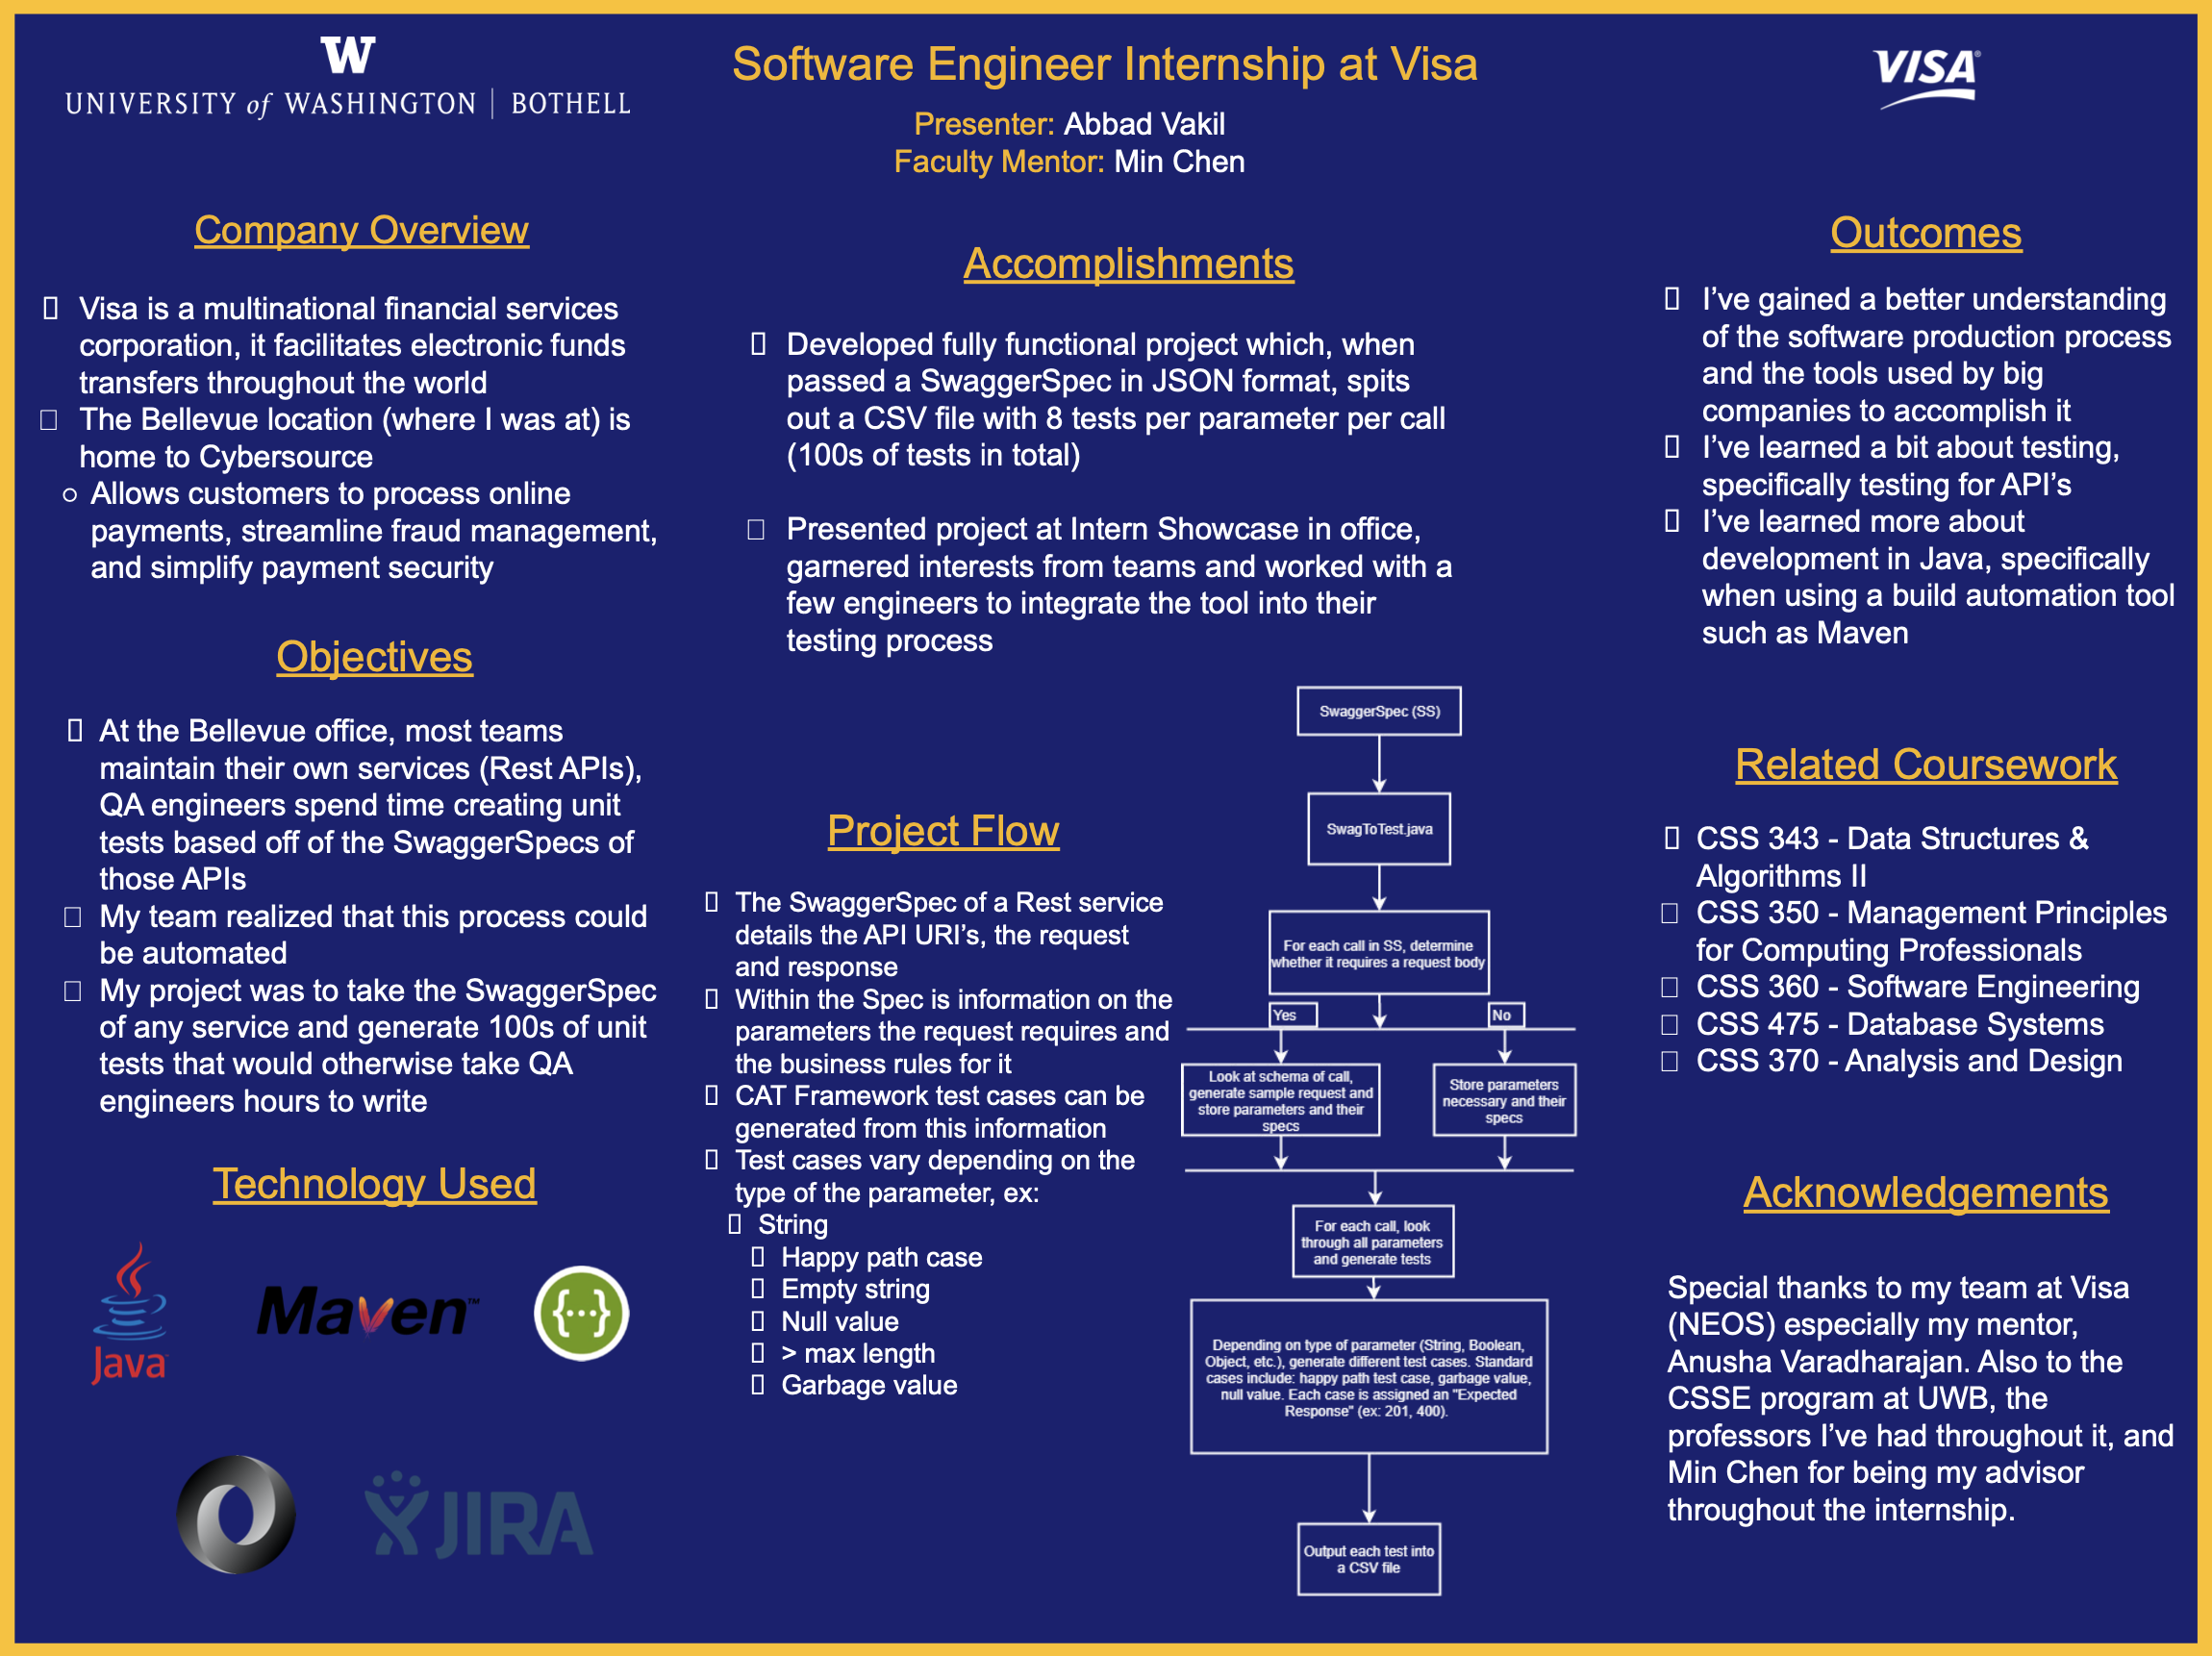 W
UNIVERSITY of WASHINGTON | BOTHELL
Software Engineer Internship at Visa
Presenter: Abbad Vakil
Faculty Mentor: Min Chen
VISA
Company Overview
Visa is a multinational financial services
corporation, it facilitates electronic funds
transfers throughout the world
The Bellevue location (where I was at) is
home to Cybersource
Allows customers to process online
payments, streamline fraud management,
and simplify payment security
Objectives
At the Bellevue office, most teams
maintain their own services (Rest APIs),
QA engineers spend time creating unit
tests based off of the SwaggerSpecs of
those APIs
My team realized that this process could
be automated
My project was to take the SwaggerSpec
of any service and generate 100s of unit
tests that would otherwise take QA
engineers hours to write
Technology Used
Java
Maven™
{···}
JIRA
Accomplishments
Developed fully functional project which, when
passed a SwaggerSpec in JSON format, spits
out a CSV file with 8 tests per parameter per call
(100s of tests in total)
Presented project at Intern Showcase in office,
garnered interests from teams and worked with a
few engineers to integrate the tool into their
testing process
Project Flow
The SwaggerSpec of a Rest service
details the API URI's, the request
and response
Within the Spec is information on the
parameters the request requires and
the business rules for it
CAT Framework test cases can be
generated from this information
Test cases vary depending on the
type of the parameter, ex:
String
Happy path case
Empty string
Null value
> max length
Garbage value
SwaggerSpec (SS)
SwagToTest.java
For each call in SS, determine
whether it requires a request body
Yes
No
Look at schema of call,
generate sample request and
store parameters and their
specs
Store parameters
necessary and their
specs
For each call, look
through all parameters
and generate tests
Depending on type of parameter (String, Boolean,
Object, etc.), generate different test cases. Standard
cases include: happy path test case, garbage value,
null value. Each case is assigned an "Expected
Response" (ex: 201, 400).
Output each test into
a CSV file
Outcomes
I've gained a better understanding
of the software production process
and the tools used by big
companies to accomplish it
I've learned a bit about testing,
specifically testing for API's
I've learned more about
development in Java, specifically
when using a build automation tool
such as Maven
Related Coursework
CSS 343 - Data Structures &
Algorithms II
CSS 350 - Management Principles
for Computing Professionals
CSS 360 - Software Engineering
CSS 475 - Database Systems
CSS 370 - Analysis and Design
Acknowledgements
Special thanks to my team at Visa
(NEOS) especially my mentor,
Anusha Varadharajan. Also to the
CSSE program at UWB, the
professors I've had throughout it, and
Min Chen for being my advisor
throughout the internship.